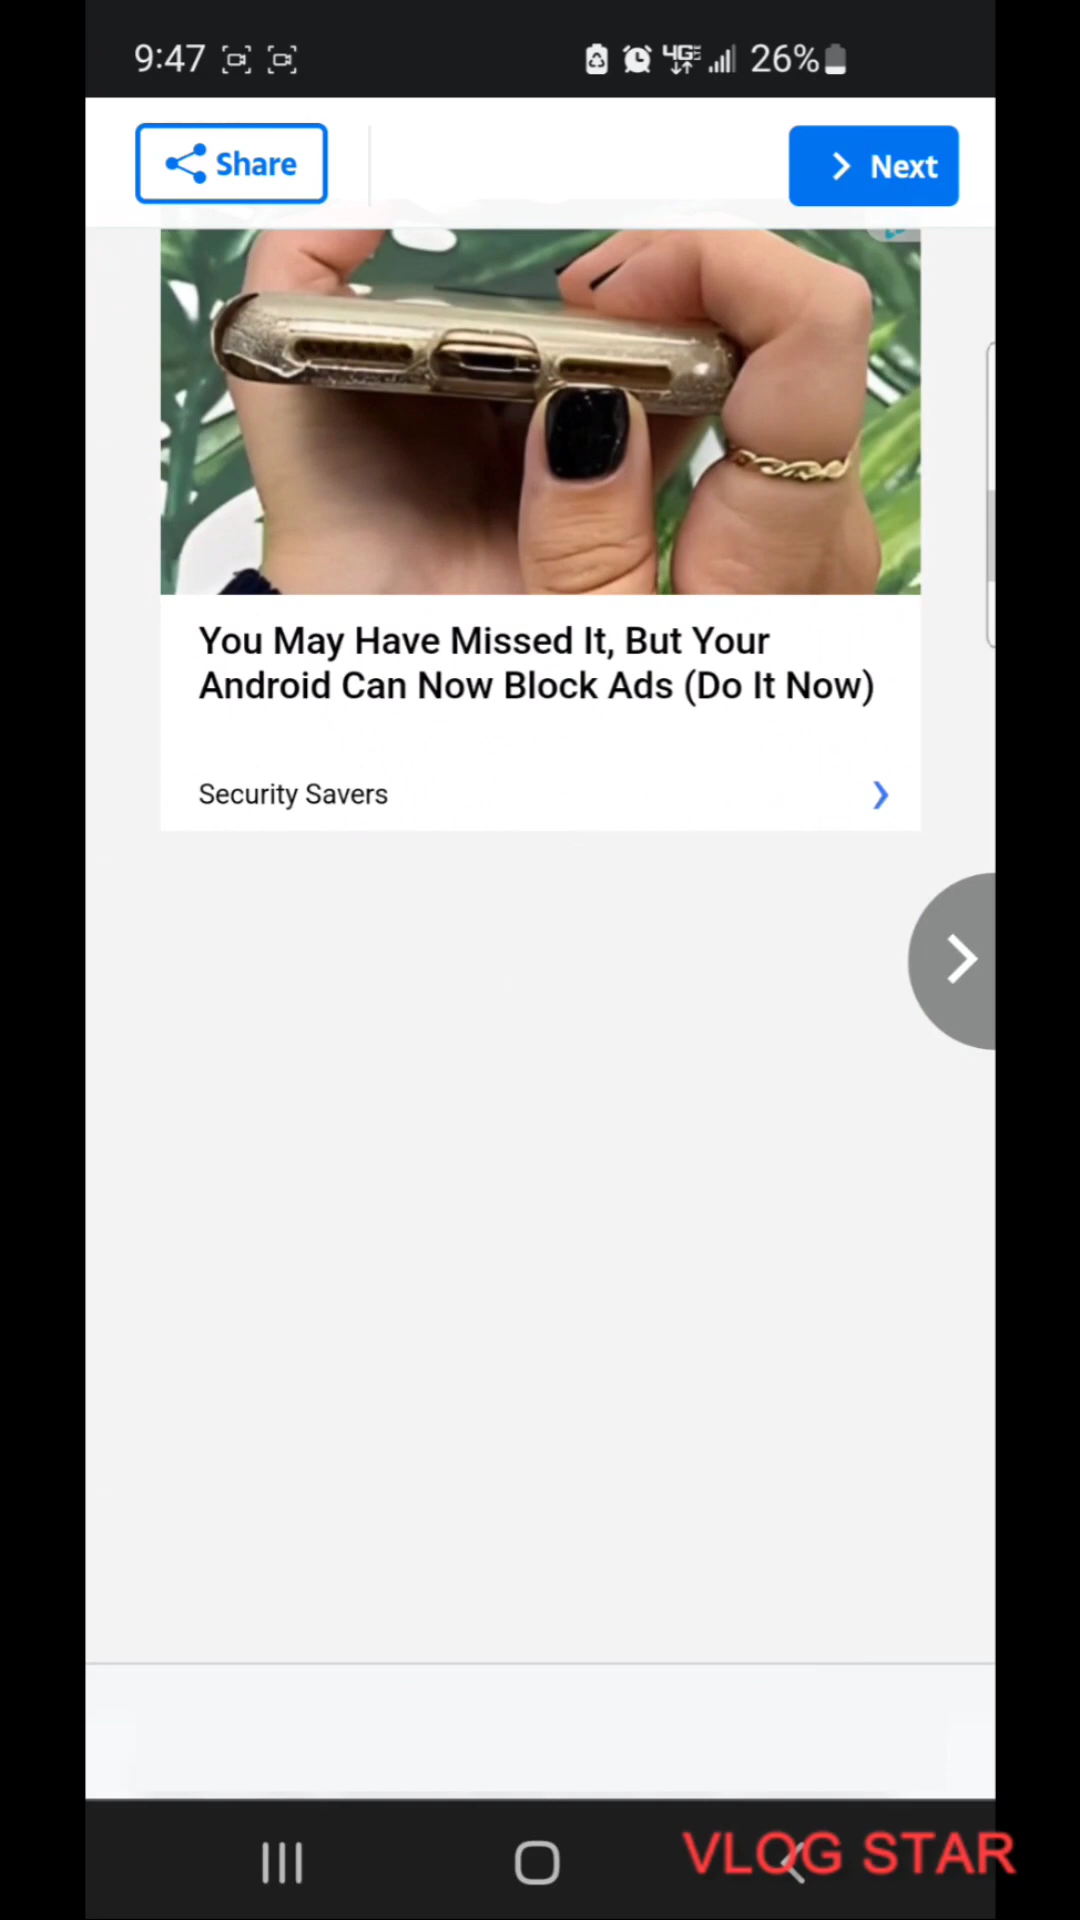 9:47
4G
26%
Share
Next
You May Have Missed It, But Your
Android Can Now Block Ads (Do It Now)
Security Savers
VLOG STAR